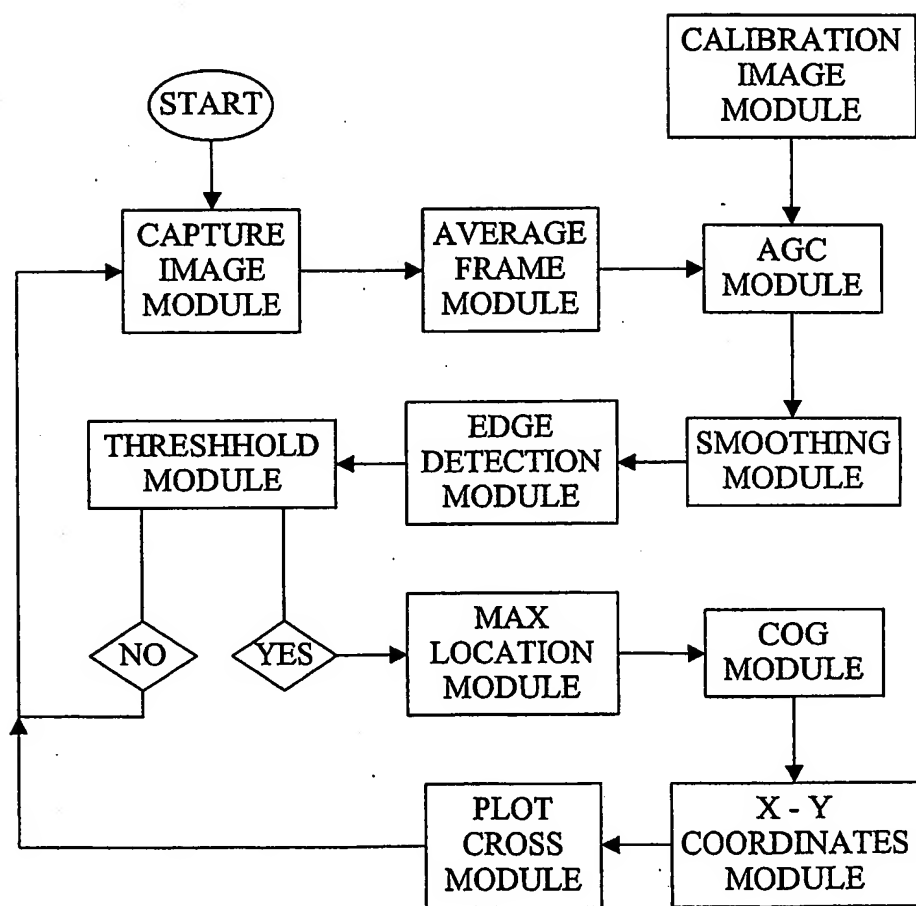 CALIBRATION
IMAGE
MODULE
START
CAPTURE
IMAGE
MODULE
AVERAGE
FRAME
MODULE
AGC
MODULE
THRESHHOLD
MODULE
EDGE
DETECTION
MODULE
SMOOTHING
MODULE
NO
YES
MAX
LOCATION
MODULE
COG
MODULE
PLOT
CROSS
MODULE
X - Y
COORDINATES
MODULE